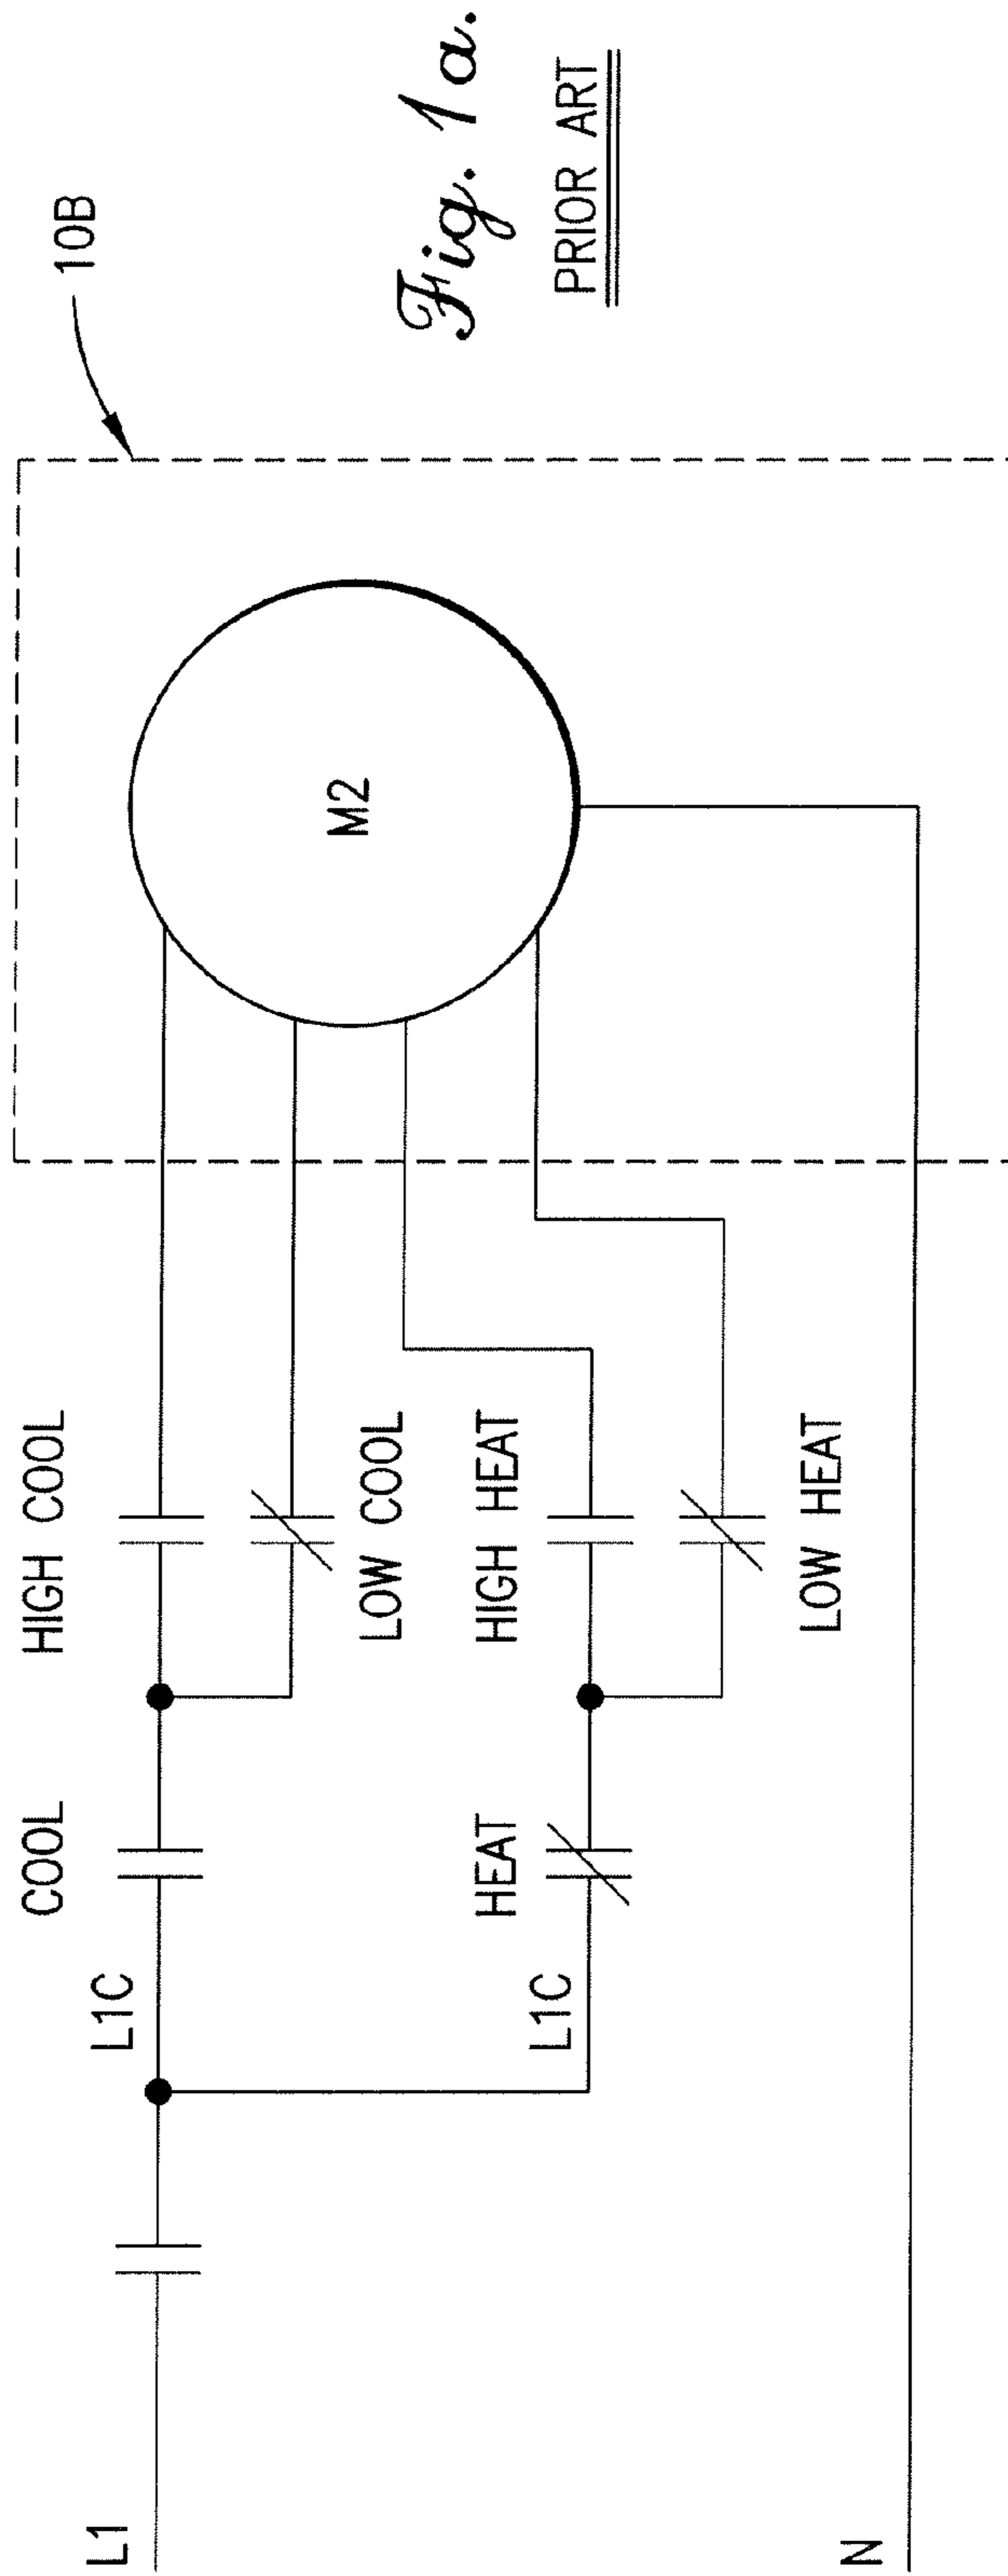 L1
L1C
COOL
HIGH COOL
LOW COOL
L1C
HEAT
HIGH HEAT
LOW HEAT
N
M2
10B
Fig. 1a.
PRIOR ART